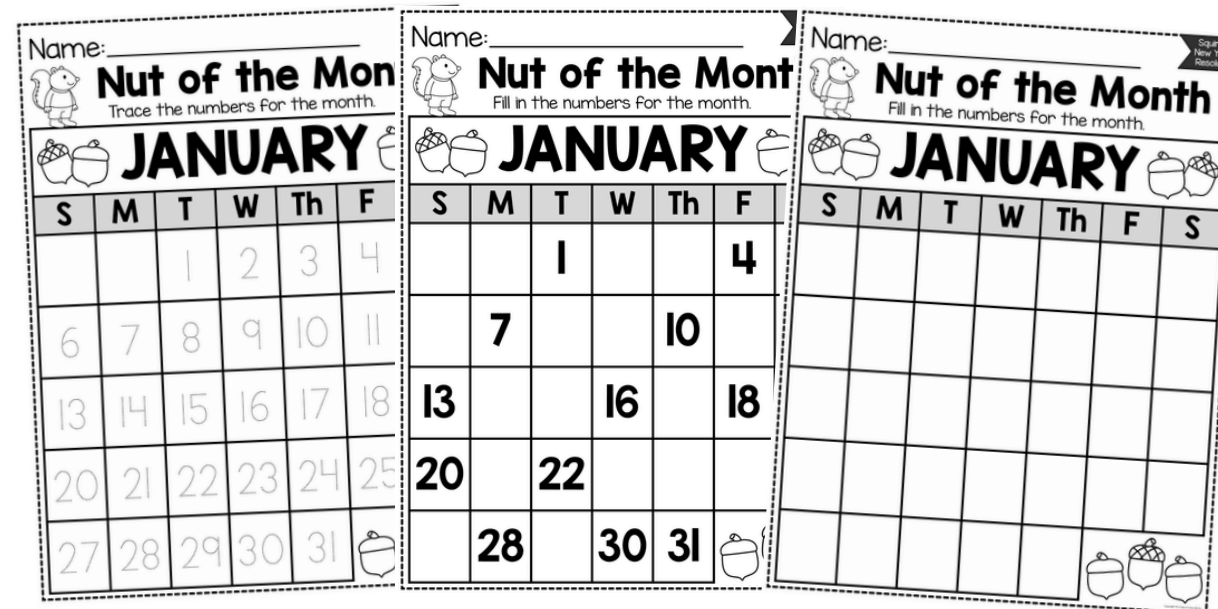 Name:
Nut of the Mon
Trace the numbers for the month.
JANUARY
S M T W Th F
1 2 3 4
6 7 8 9 10 11
13 14 15 16 17 18
20 21 22 23 24 25
27 28 29 30 31
Name:
Nut of the Mont
Fill in the numbers for the month.
JANUARY
S M T W Th F
1 4
7 10
13 16 18
20 22
28 30 31
Squir
New Y
Resol
Name:
Nut of the Month
Fill in the numbers for the month.
JANUARY
S M T W Th F S